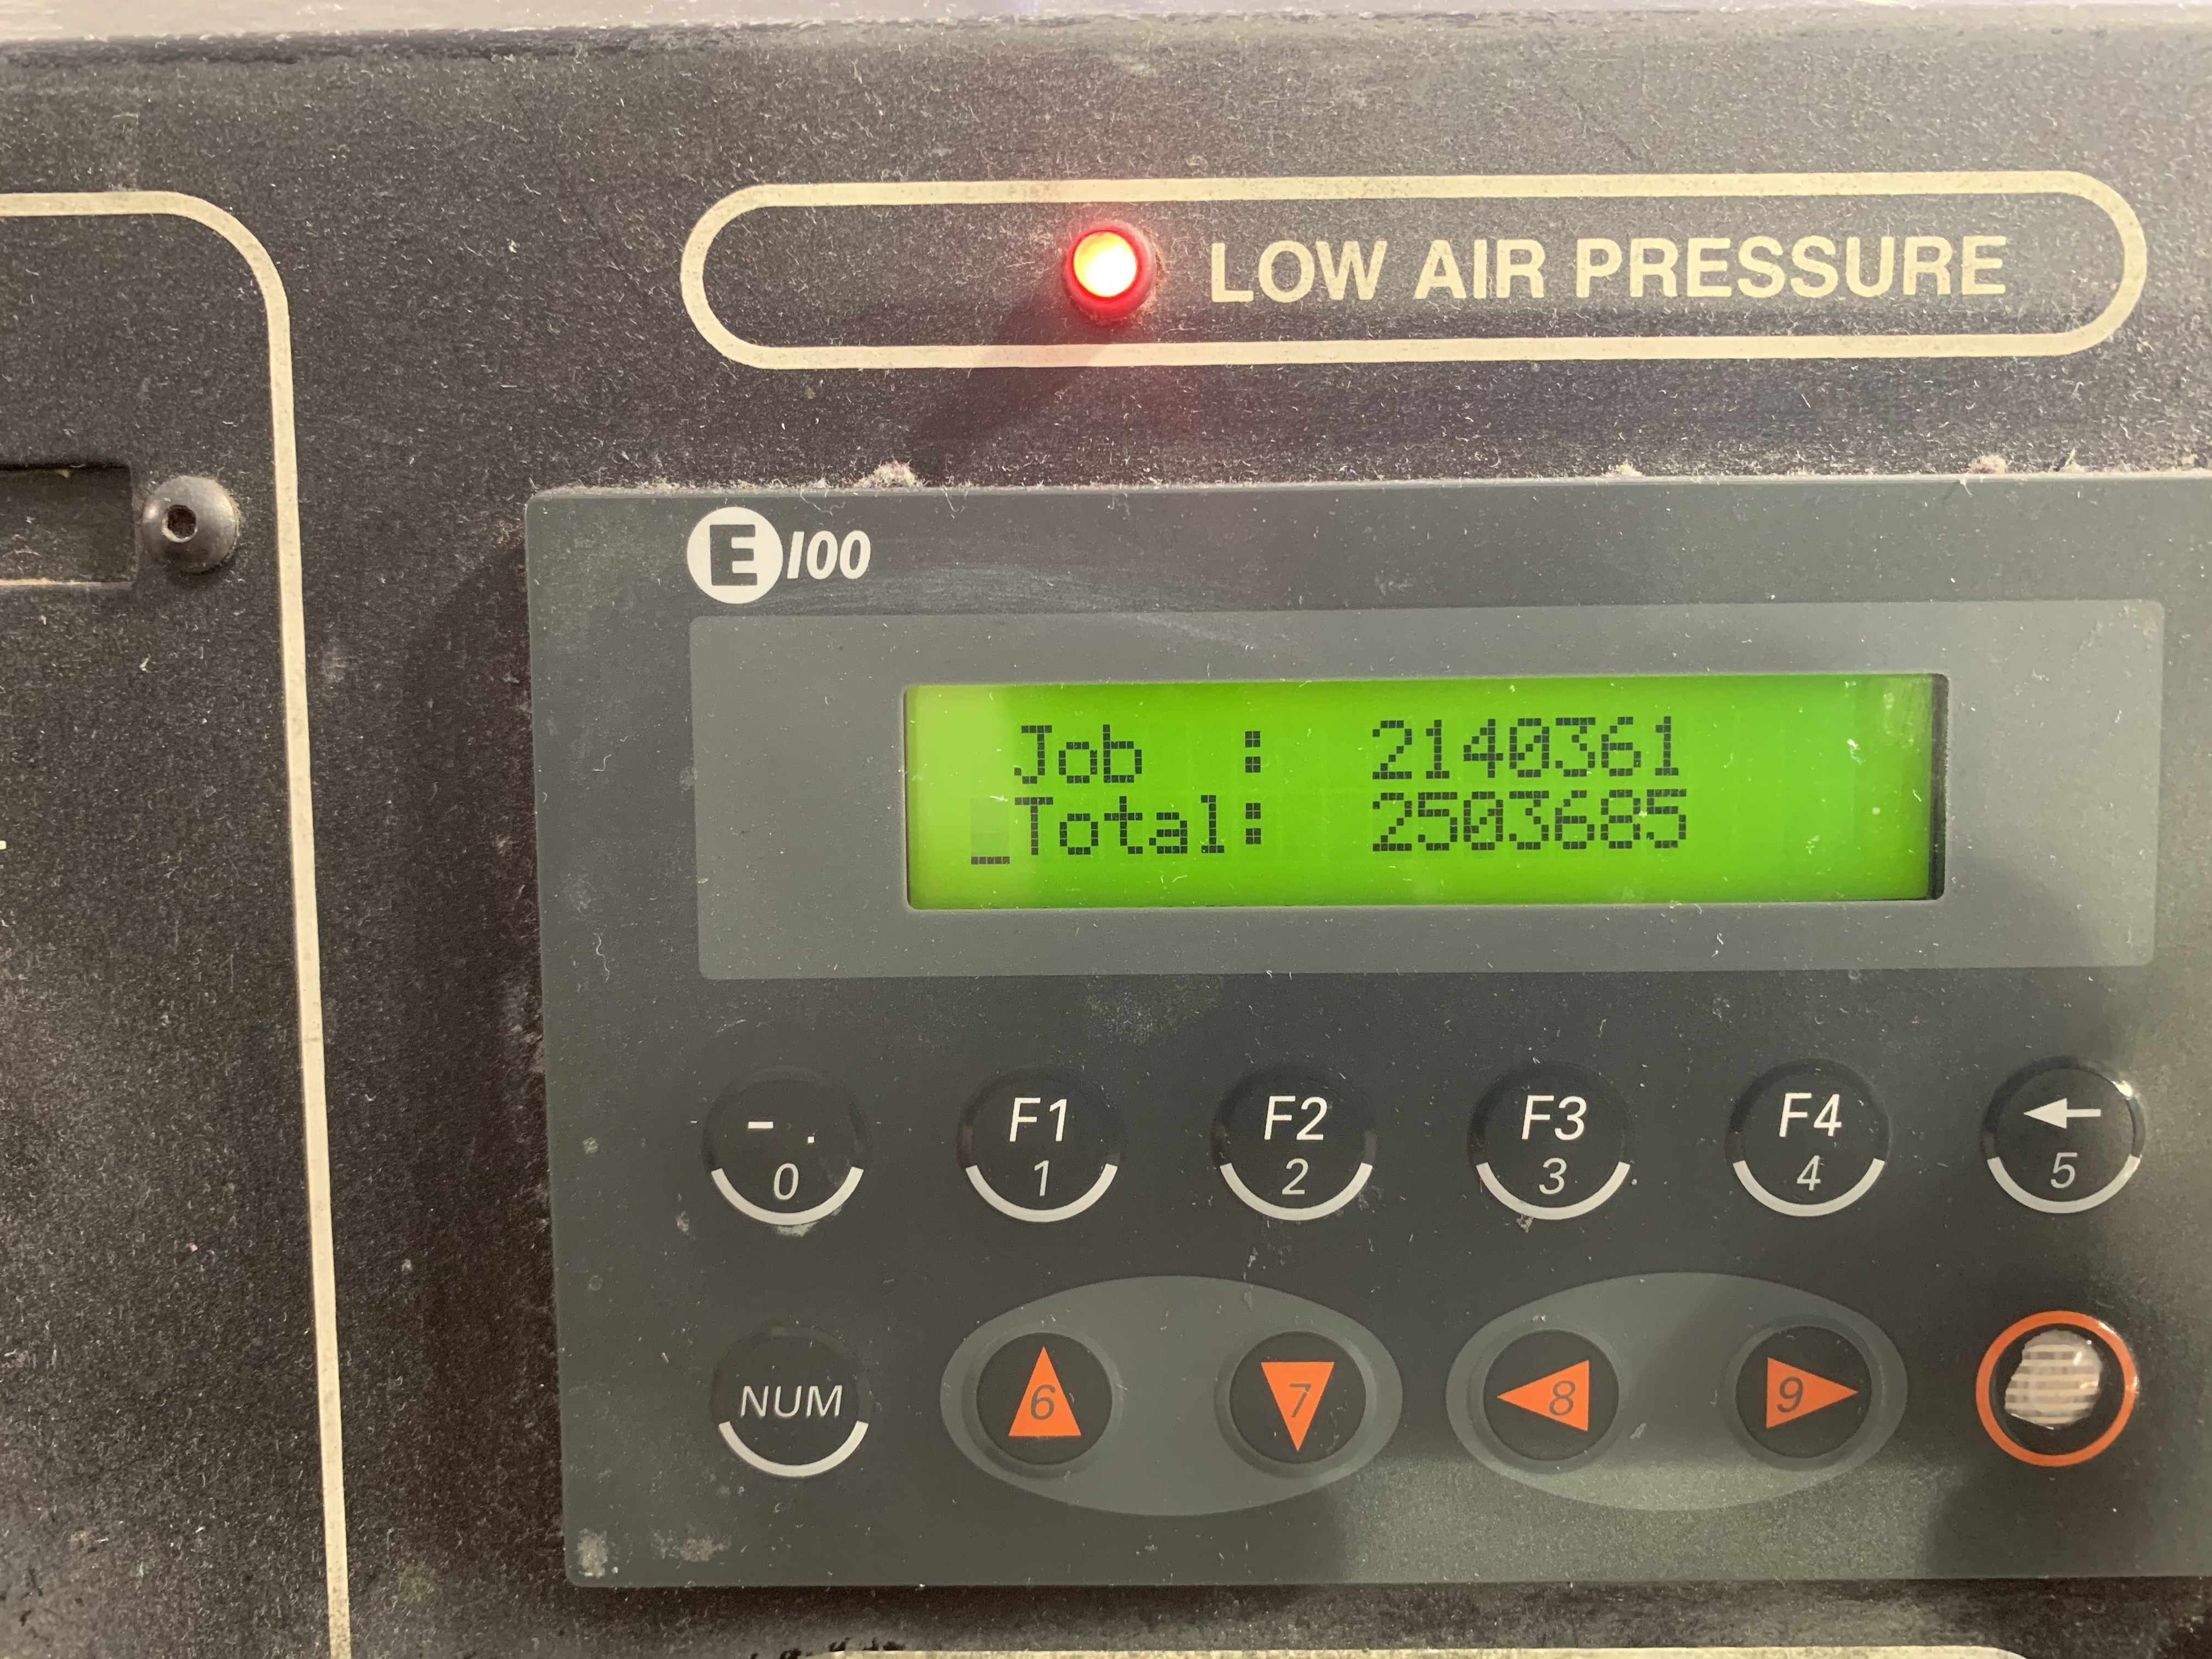 LOW AIR PRESSURE
E100
Job : 2140361
_Total: 2503685
- . F1 F2 F3 F4 ←
0 1 2 3 4 5
NUM 6 7 8 9